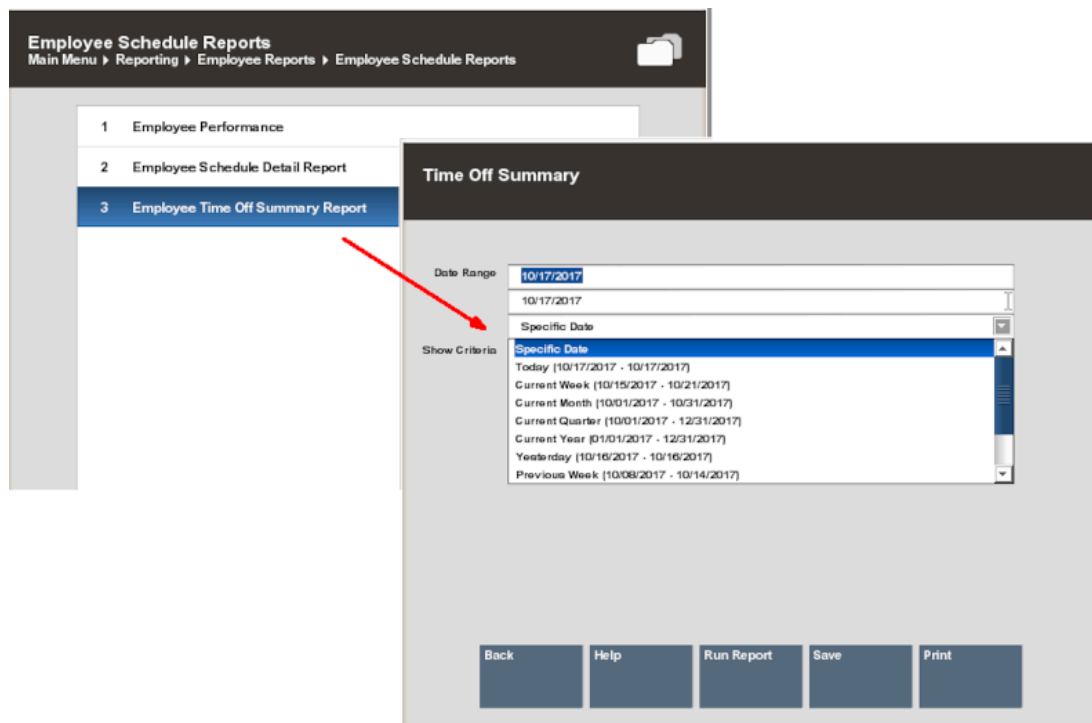 Employee Schedule Reports
Main Menu ▸ Reporting ▸ Employee Reports ▸ Employee Schedule Reports
1 Employee Performance
2 Employee Schedule Detail Report
3 Employee Time Off Summary Report
Time Off Summary
Date Range 10/17/2017
10/17/2017
Specific Date
Show Criteria Specific Date
Today (10/17/2017 - 10/17/2017)
Current Week (10/15/2017 - 10/21/2017)
Current Month (10/01/2017 - 10/31/2017)
Current Quarter (10/01/2017 - 12/31/2017)
Current Year (01/01/2017 - 12/31/2017)
Yesterday (10/16/2017 - 10/16/2017)
Previous Week (10/08/2017 - 10/14/2017)
Back Help Run Report Save Print